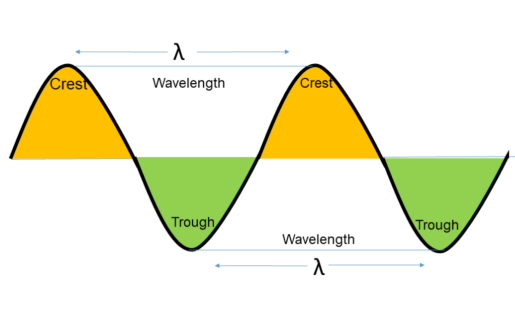 λ
Wavelength
Crest
Crest
Trough
Trough
Wavelength
λ